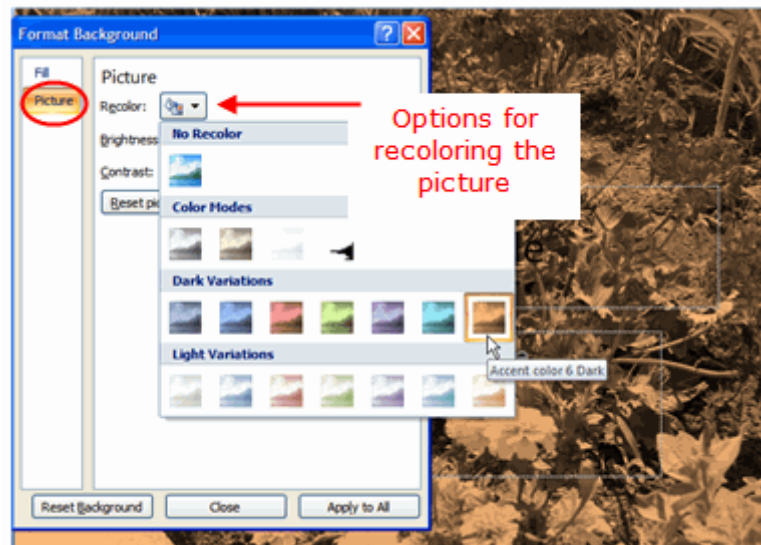 Format Background
Fill
Picture
Picture
Recolor:
Brightness
Contrast:
Reset pi
No Recolor
Color Modes
Dark Variations
Light Variations
Accent color 6 Dark
Options for
recoloring the
picture
Reset Background
Close
Apply to All